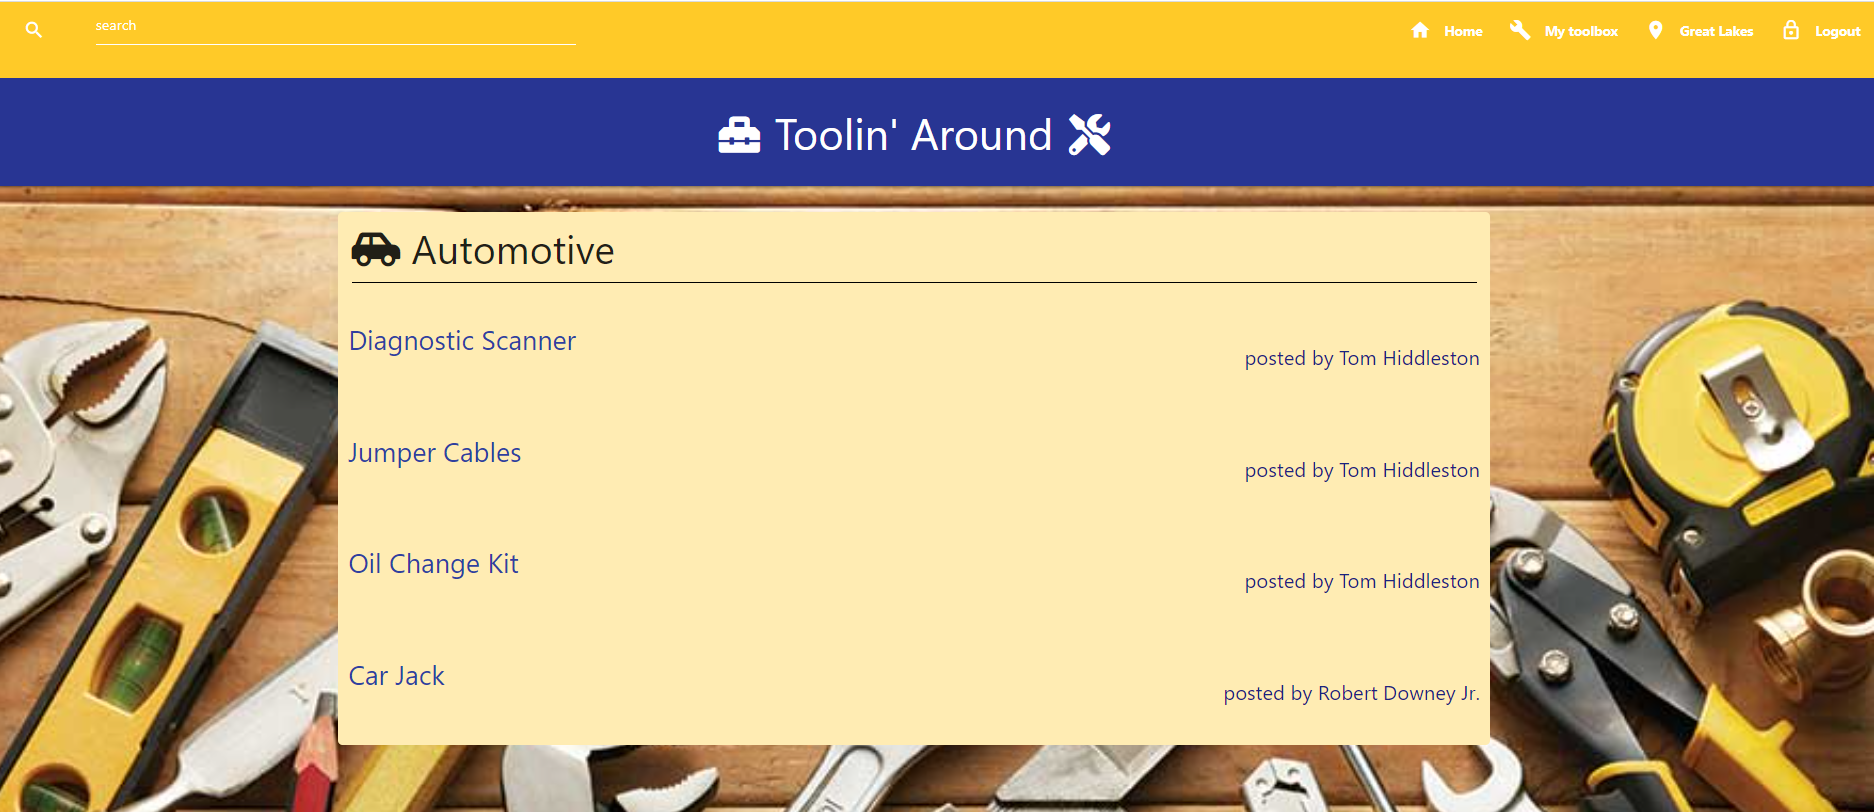 search
Home
My toolbox
Great Lakes
Logout
Toolin' Around
Automotive
Diagnostic Scanner
posted by Tom Hiddleston
Jumper Cables
posted by Tom Hiddleston
Oil Change Kit
posted by Tom Hiddleston
Car Jack
posted by Robert Downey Jr.